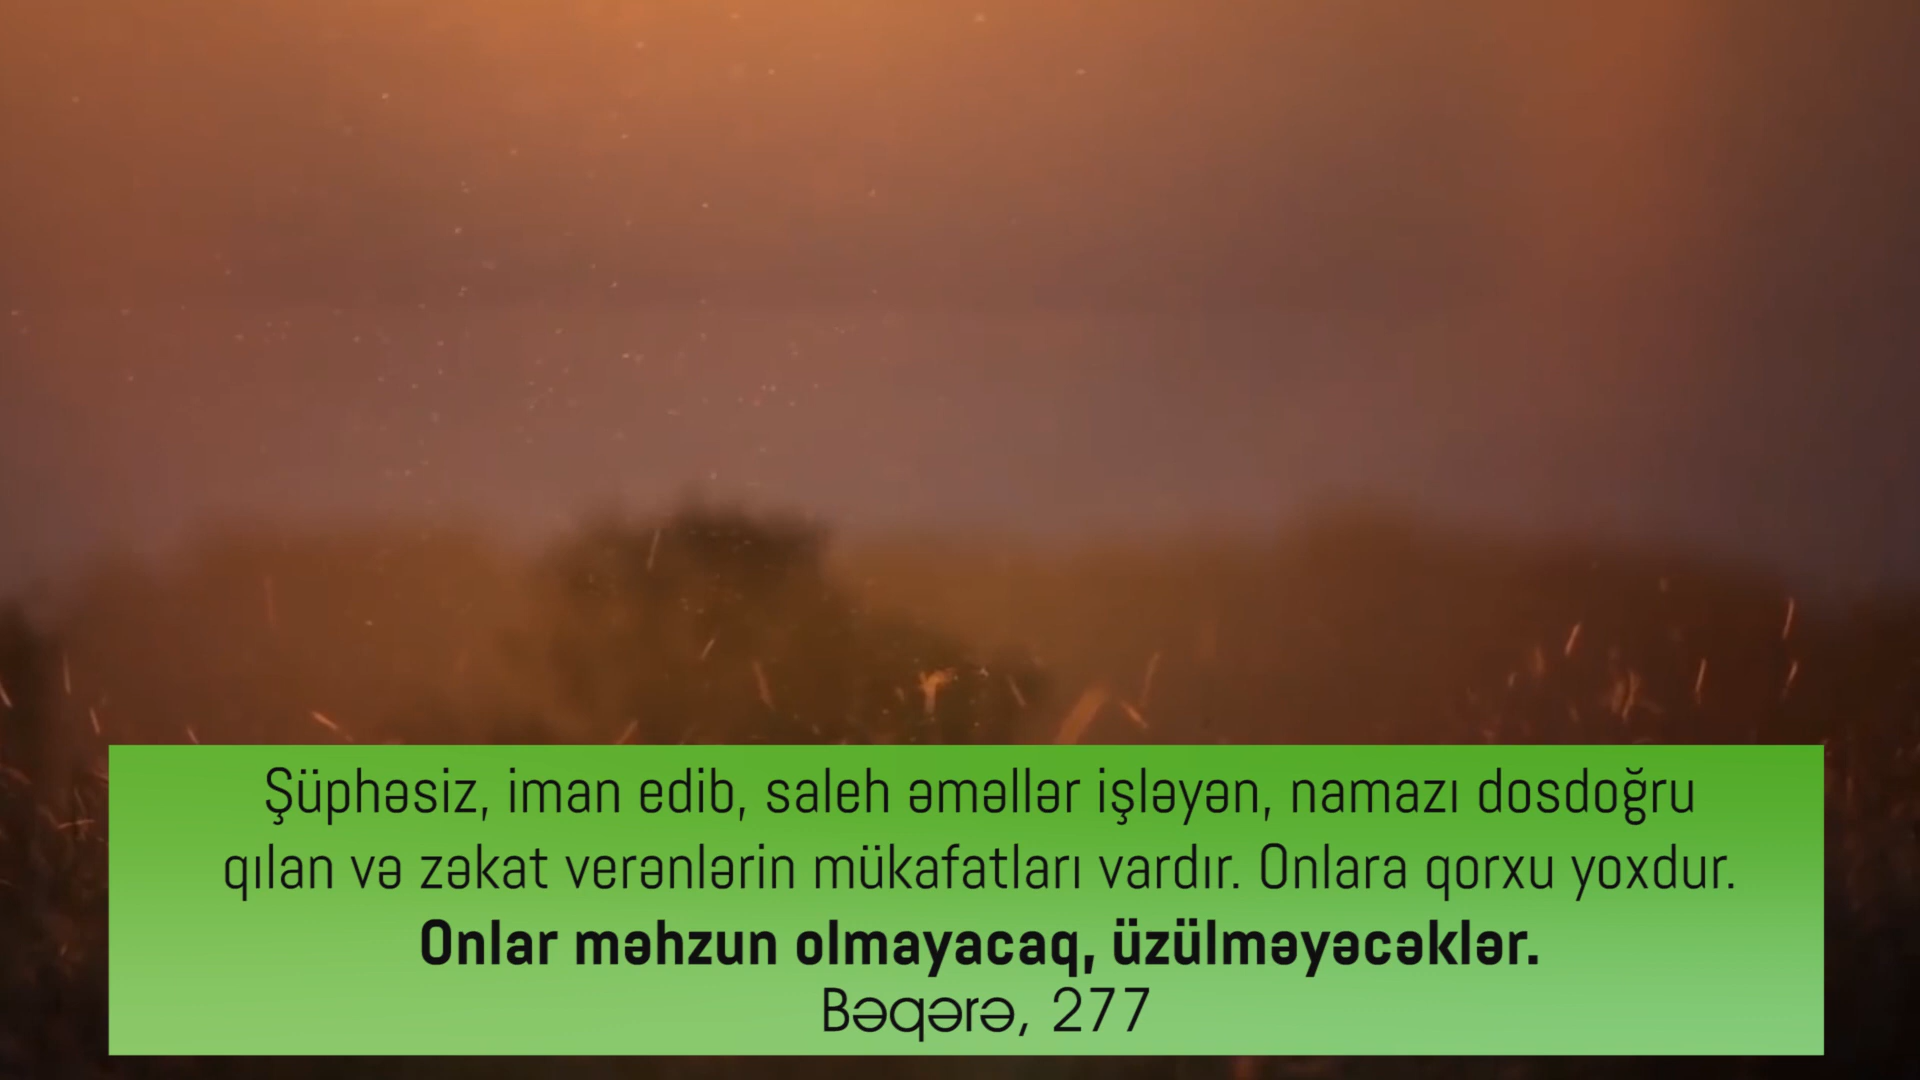 Şüphəsiz, iman edib, saleh əməllər işləyən, namazı dosdoğru
qılan və zəkat verənlərin mükafatları vardır. Onlara qorxu yoxdur.
Onlar məhzun olmayacaq, üzülməyəcəklər.
Bəqərə, 277